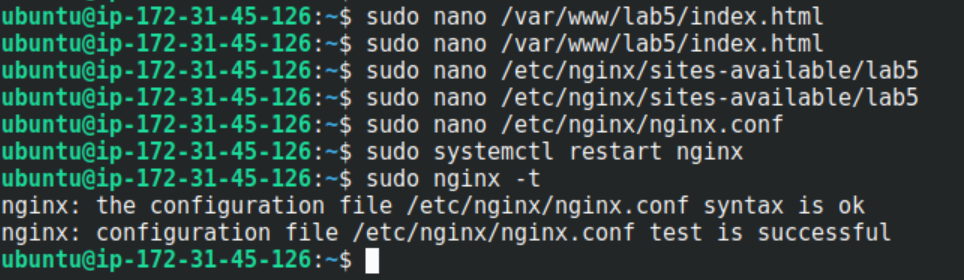 ubuntu@ip-172-31-45-126:~$ sudo nano /var/www/lab5/index.html
ubuntu@ip-172-31-45-126:~$ sudo nano /var/www/lab5/index.html
ubuntu@ip-172-31-45-126:~$ sudo nano /etc/nginx/sites-available/lab5
ubuntu@ip-172-31-45-126:~$ sudo nano /etc/nginx/sites-available/lab5
ubuntu@ip-172-31-45-126:~$ sudo nano /etc/nginx/nginx.conf
ubuntu@ip-172-31-45-126:~$ sudo systemctl restart nginx
ubuntu@ip-172-31-45-126:~$ sudo nginx -t
nginx: the configuration file /etc/nginx/nginx.conf syntax is ok
nginx: configuration file /etc/nginx/nginx.conf test is successful
ubuntu@ip-172-31-45-126:~$